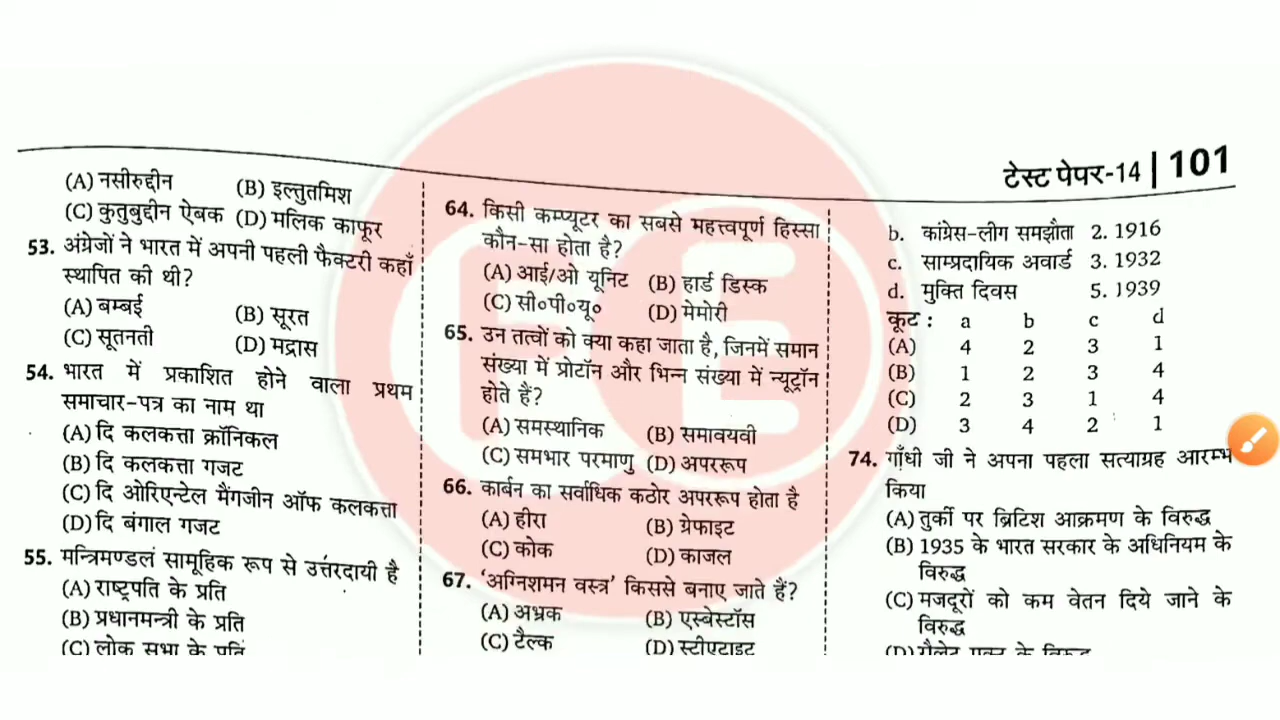 टेस्ट पेपर-14 | 101
(A) नसीरुद्दीन (B) इल्तुतमिश
(C) कुतुबुद्दीन ऐबक (D) मलिक काफूर
53. अंग्रेजों ने भारत में अपनी पहली फैक्टरी कहाँ
स्थापित की थी?
(A) बम्बई (B) सूरत
(C) सूतनती (D) मद्रास
54. भारत में प्रकाशित होने वाला प्रथम
समाचार-पत्र का नाम था
(A) दि कलकत्ता क्रॉनिकल
(B) दि कलकत्ता गजट
(C) दि ओरिएन्टेल मैंगजीन ऑफ कलकत्ता
(D) दि बंगाल गजट
55. मन्त्रिमण्डल सामूहिक रूप से उत्तरदायी है
(A) राष्ट्रपति के प्रति
(B) प्रधानमन्त्री के प्रति
(C) लोक सभा के प्रति
64. किसी कम्प्यूटर का सबसे महत्त्वपूर्ण हिस्सा
कौन-सा होता है?
(A) आई/ओ यूनिट (B) हार्ड डिस्क
(C) सी०पी०यू० (D) मेमोरी
65. उन तत्वों को क्या कहा जाता है, जिनमें समान
संख्या में प्रोटॉन और भिन्न संख्या में न्यूट्रॉन
होते हैं?
(A) समस्थानिक (B) समावयवी
(C) समभार परमाणु (D) अपररूप
66. कार्बन का सर्वाधिक कठोर अपररूप होता है
(A) हीरा (B) ग्रेफाइट
(C) कोक (D) काजल
67. 'अग्निशमन वस्त्र' किससे बनाए जाते हैं?
(A) अभ्रक (B) एस्बेस्टॉस
(C) टैल्क (D) स्टीएटाइट
b. कांग्रेस-लीग समझौता 2. 1916
c. साम्प्रदायिक अवार्ड 3. 1932
d. मुक्ति दिवस 5. 1939
कूट : a b c d
(A) 4 2 3 1
(B) 1 2 3 4
(C) 2 3 1 4
(D) 3 4 2 1
74. गाँधी जी ने अपना पहला सत्याग्रह आरम्भ
किया
(A) तुर्की पर ब्रिटिश आक्रमण के विरुद्ध
(B) 1935 के भारत सरकार के अधिनियम के
विरुद्ध
(C) मजदूरों को कम वेतन दिये जाने के
विरुद्ध
(D) रौलेट एक्ट के विरुद्ध